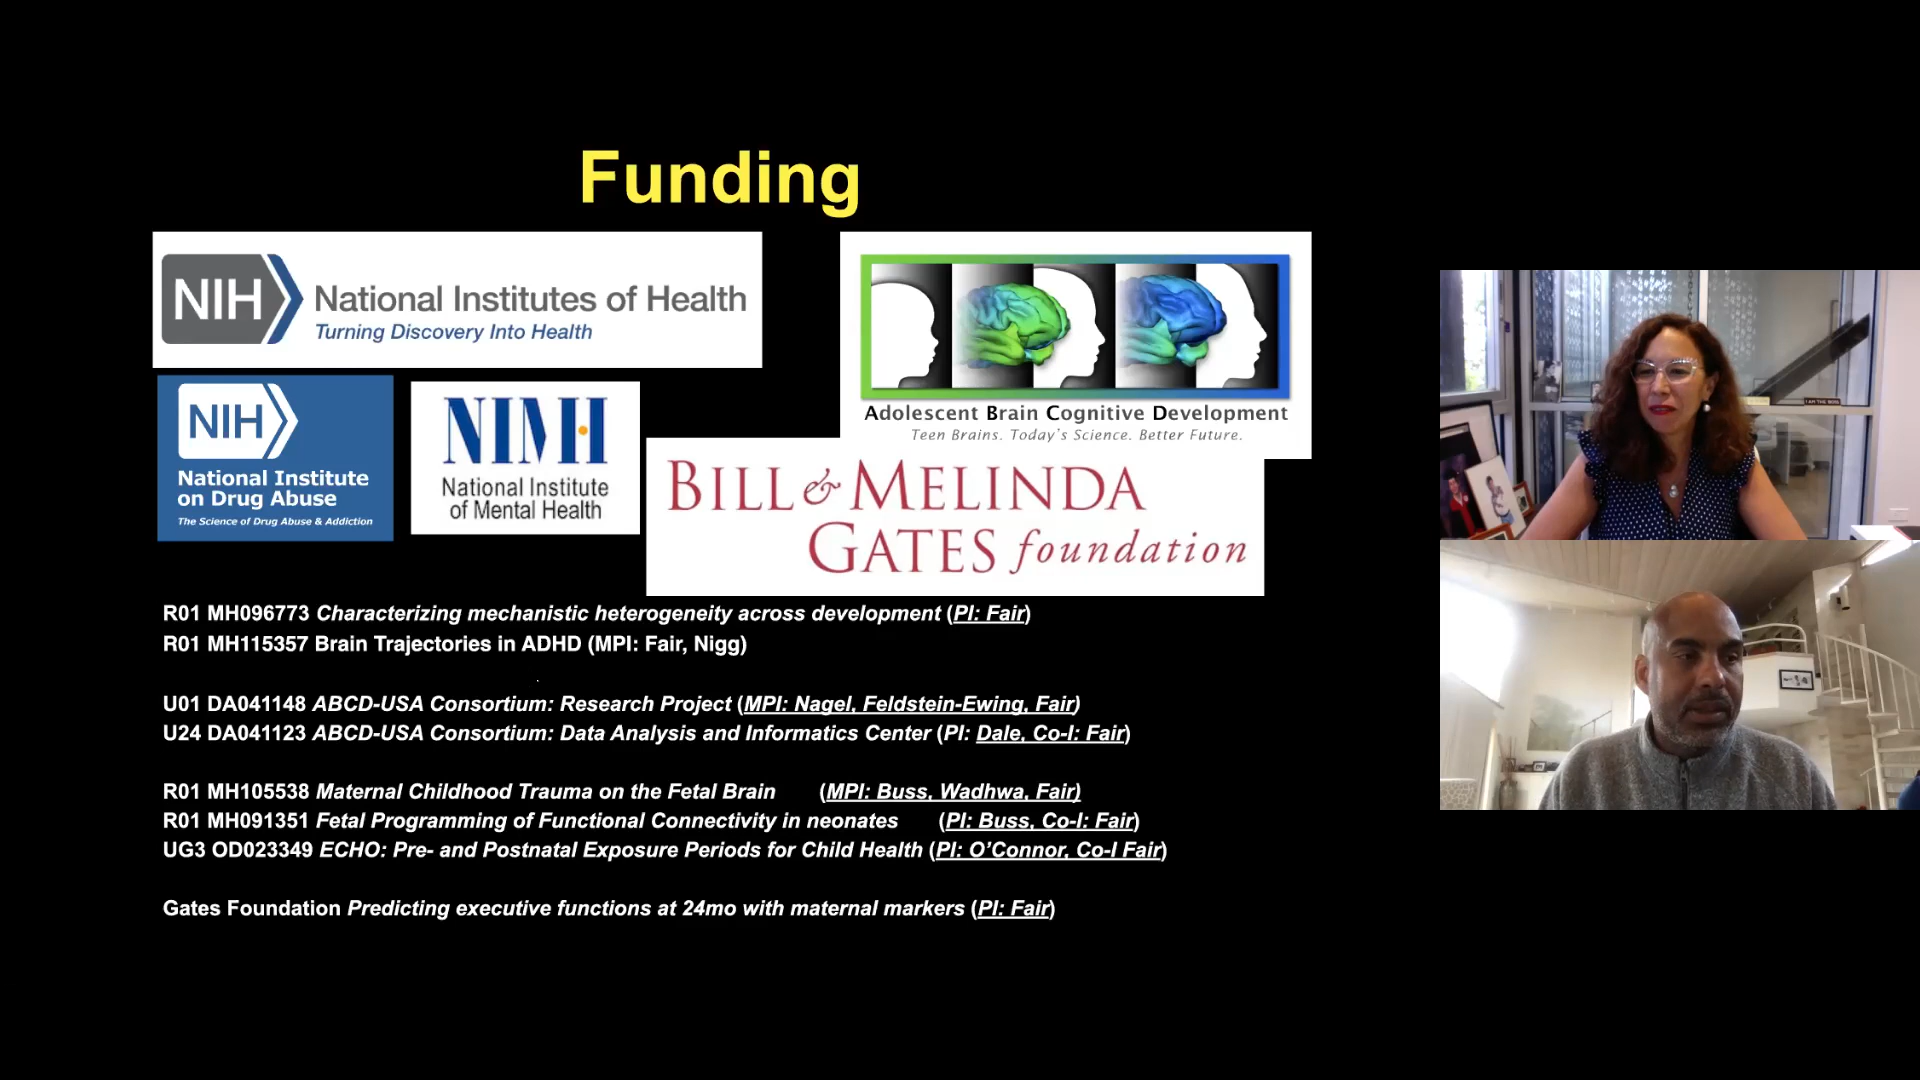 Funding
NIH National Institutes of Health
Turning Discovery Into Health
Adolescent Brain Cognitive Development
Teen Brains. Today's Science. Better Future.
NIH
National Institute
on Drug Abuse
The Science of Drug Abuse & Addiction
NIMH
National Institute
of Mental Health
BILL & MELINDA
GATES foundation
R01 MH096773 Characterizing mechanistic heterogeneity across development (PI: Fair)
R01 MH115357 Brain Trajectories in ADHD (MPI: Fair, Nigg)
U01 DA041148 ABCD-USA Consortium: Research Project (MPI: Nagel, Feldstein-Ewing, Fair)
U24 DA041123 ABCD-USA Consortium: Data Analysis and Informatics Center (PI: Dale, Co-I: Fair)
R01 MH105538 Maternal Childhood Trauma on the Fetal Brain (MPI: Buss, Wadhwa, Fair)
R01 MH091351 Fetal Programming of Functional Connectivity in neonates (PI: Buss, Co-I: Fair)
UG3 OD023349 ECHO: Pre- and Postnatal Exposure Periods for Child Health (PI: O'Connor, Co-I Fair)
Gates Foundation Predicting executive functions at 24mo with maternal markers (PI: Fair)